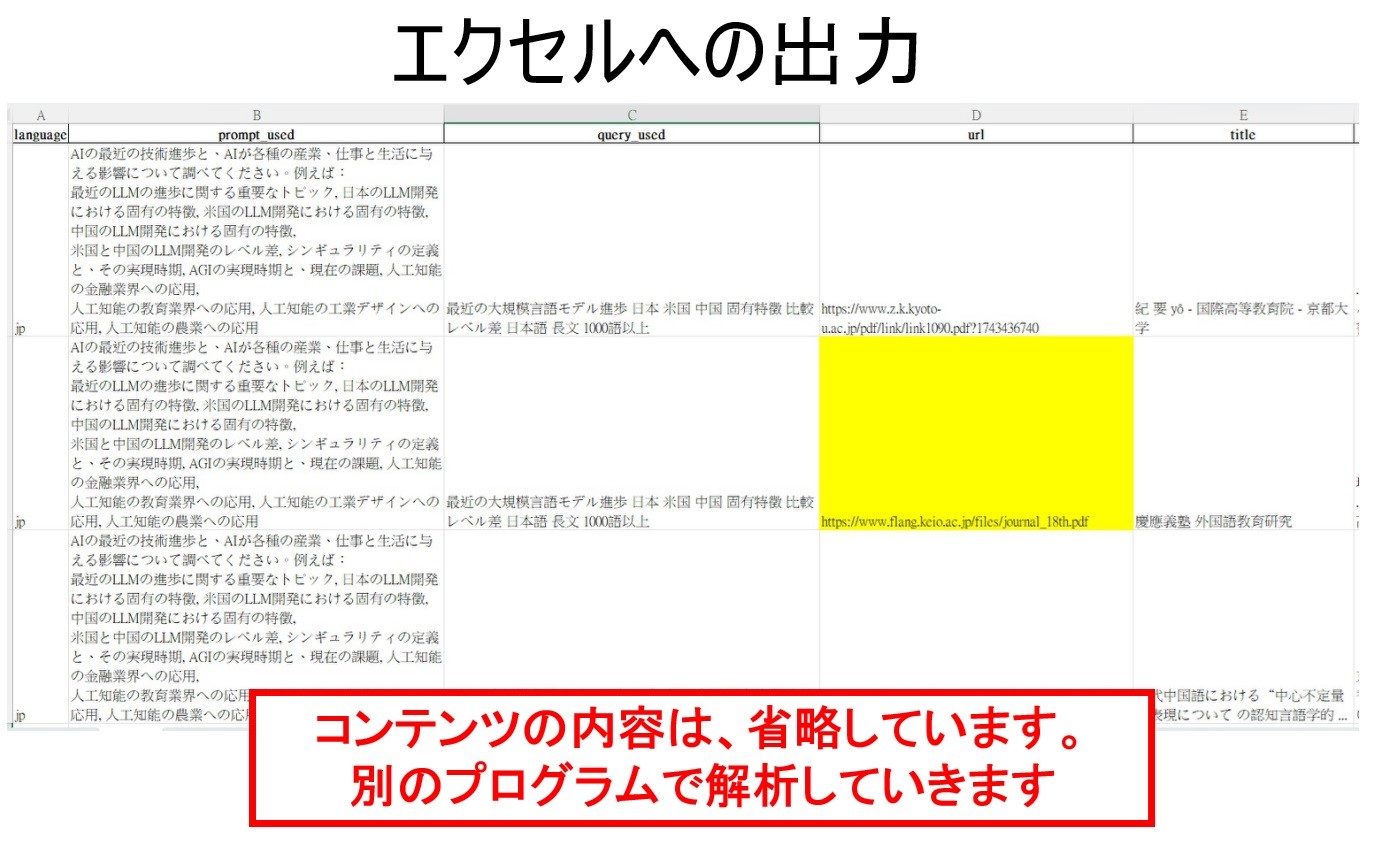 エクセルへの出力
A B C D E
language prompt_used query_used url title
AIの最近の技術進歩と、AIが各種の産業、仕事と生活に与
える影響について調べてください。例えば：
最近のLLMの進歩に関する重要なトピック, 日本のLLM開発
における固有の特徴, 米国のLLM開発における固有の特徴,
中国のLLM開発における固有の特徴,
米国と中国のLLM開発のレベル差, シンギュラリティの定義
と、その実現時期, AGIの実現時期と、現在の課題, 人工知能
の金融業界への応用,
人工知能の教育業界への応用, 人工知能の工業デザインへの
jp 応用, 人工知能の農業への応用
最近の大規模言語モデル進歩 日本 米国 中国 固有特徴 比較
レベル差 日本語 長文 1000語以上
https://www.z.k.kyoto-
u.ac.jp/pdf/link/link1090.pdf?1743436740
紀 要 yō - 国際高等教育院 - 京都大
学
AIの最近の技術進歩と、AIが各種の産業、仕事と生活に与
える影響について調べてください。例えば：
最近のLLMの進歩に関する重要なトピック, 日本のLLM開発
における固有の特徴, 米国のLLM開発における固有の特徴,
中国のLLM開発における固有の特徴,
米国と中国のLLM開発のレベル差, シンギュラリティの定義
と、その実現時期, AGIの実現時期と、現在の課題, 人工知能
の金融業界への応用,
人工知能の教育業界への応用, 人工知能の工業デザインへの
jp 応用, 人工知能の農業への応用
最近の大規模言語モデル進歩 日本 米国 中国 固有特徴 比較
レベル差 日本語 長文 1000語以上
https://www.flang.keio.ac.jp/files/journal_18th.pdf
慶應義塾 外国語教育研究
AIの最近の技術進歩と、AIが各種の産業、仕事と生活に与
える影響について調べてください。例えば：
最近のLLMの進歩に関する重要なトピック, 日本のLLM開発
における固有の特徴, 米国のLLM開発における固有の特徴,
中国のLLM開発における固有の特徴,
米国と中国のLLM開発のレベル差, シンギュラリティの定義
と、その実現時期, AGIの実現時期と、現在の課題, 人工知能
の金融業界への応用,
人工知能の教育業界への応用
jp 応用, 人工知能の農業への応
中国語における“中心不定量
表現について の認知言語学的 ...
コンテンツの内容は、省略しています。
別のプログラムで解析していきます